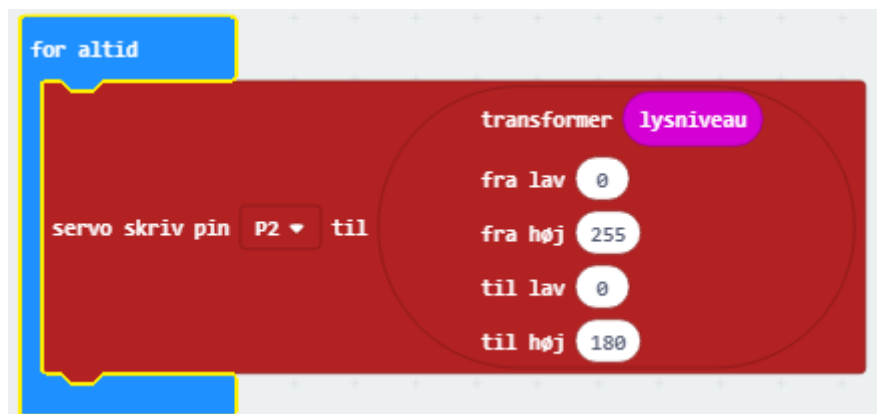 for altid
transformer lysniveau
fra lav 0
servo skriv pin P2 til
fra høj 255
til lav 0
til høj 180